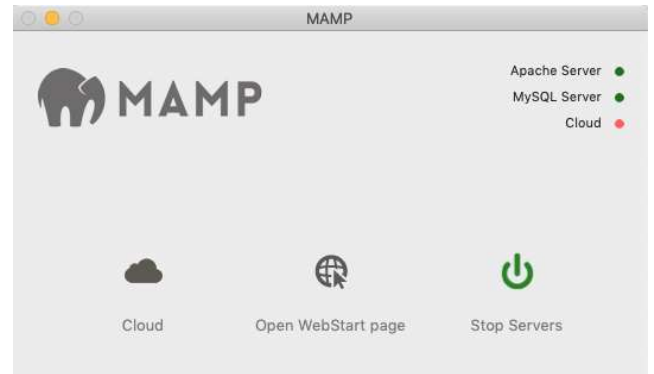 MAMP
MAMP
Apache Server
MySQL Server
Cloud
Cloud
Open WebStart page
Stop Servers